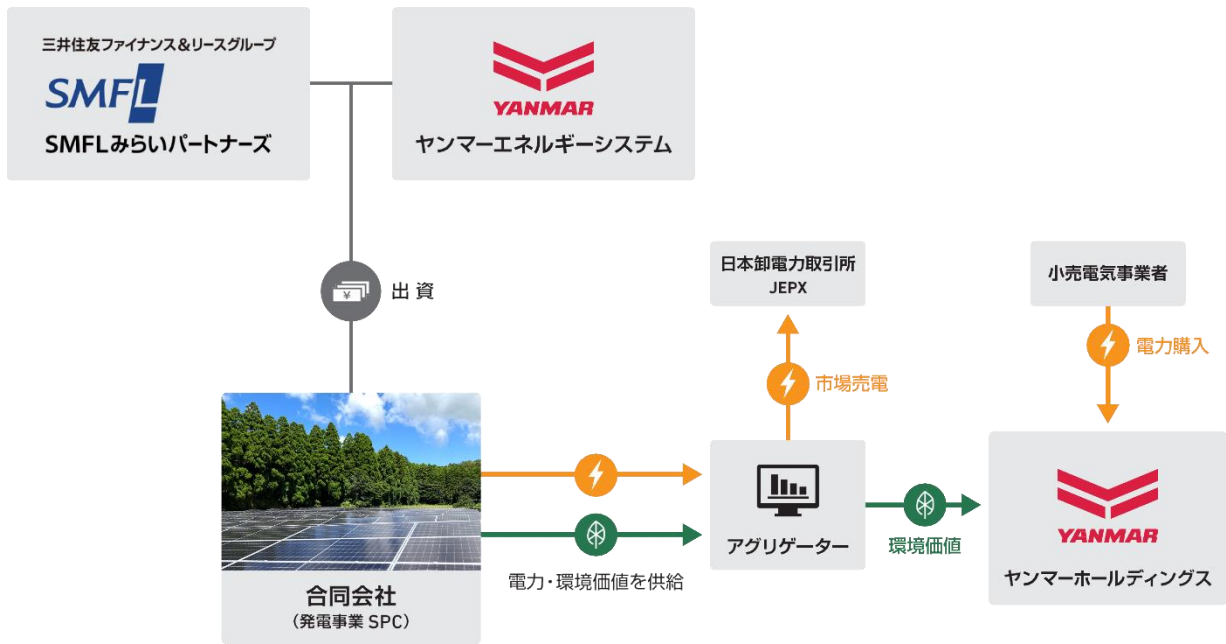 三井住友ファイナンス&リースグループ
SMFL
SMFLみらいパートナーズ
YANMAR
ヤンマーエネルギーシステム
¥
出資
日本卸電力取引所
JEPX
小売電気事業者
電力購入
市場売電
アグリゲーター
環境価値
YANMAR
ヤンマーホールディングス
電力・環境価値を供給
合同会社
(発電事業 SPC)